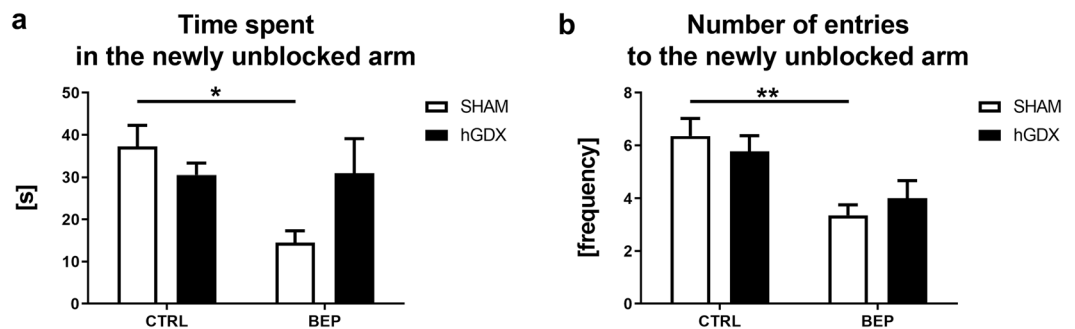 a
Time spent
in the newly unblocked arm
[s]
50
40
30
20
10
0
*
SHAM
hGDX
CTRL
BEP
b
Number of entries
to the newly unblocked arm
[frequency]
8
6
4
2
0
**
SHAM
hGDX
CTRL
BEP